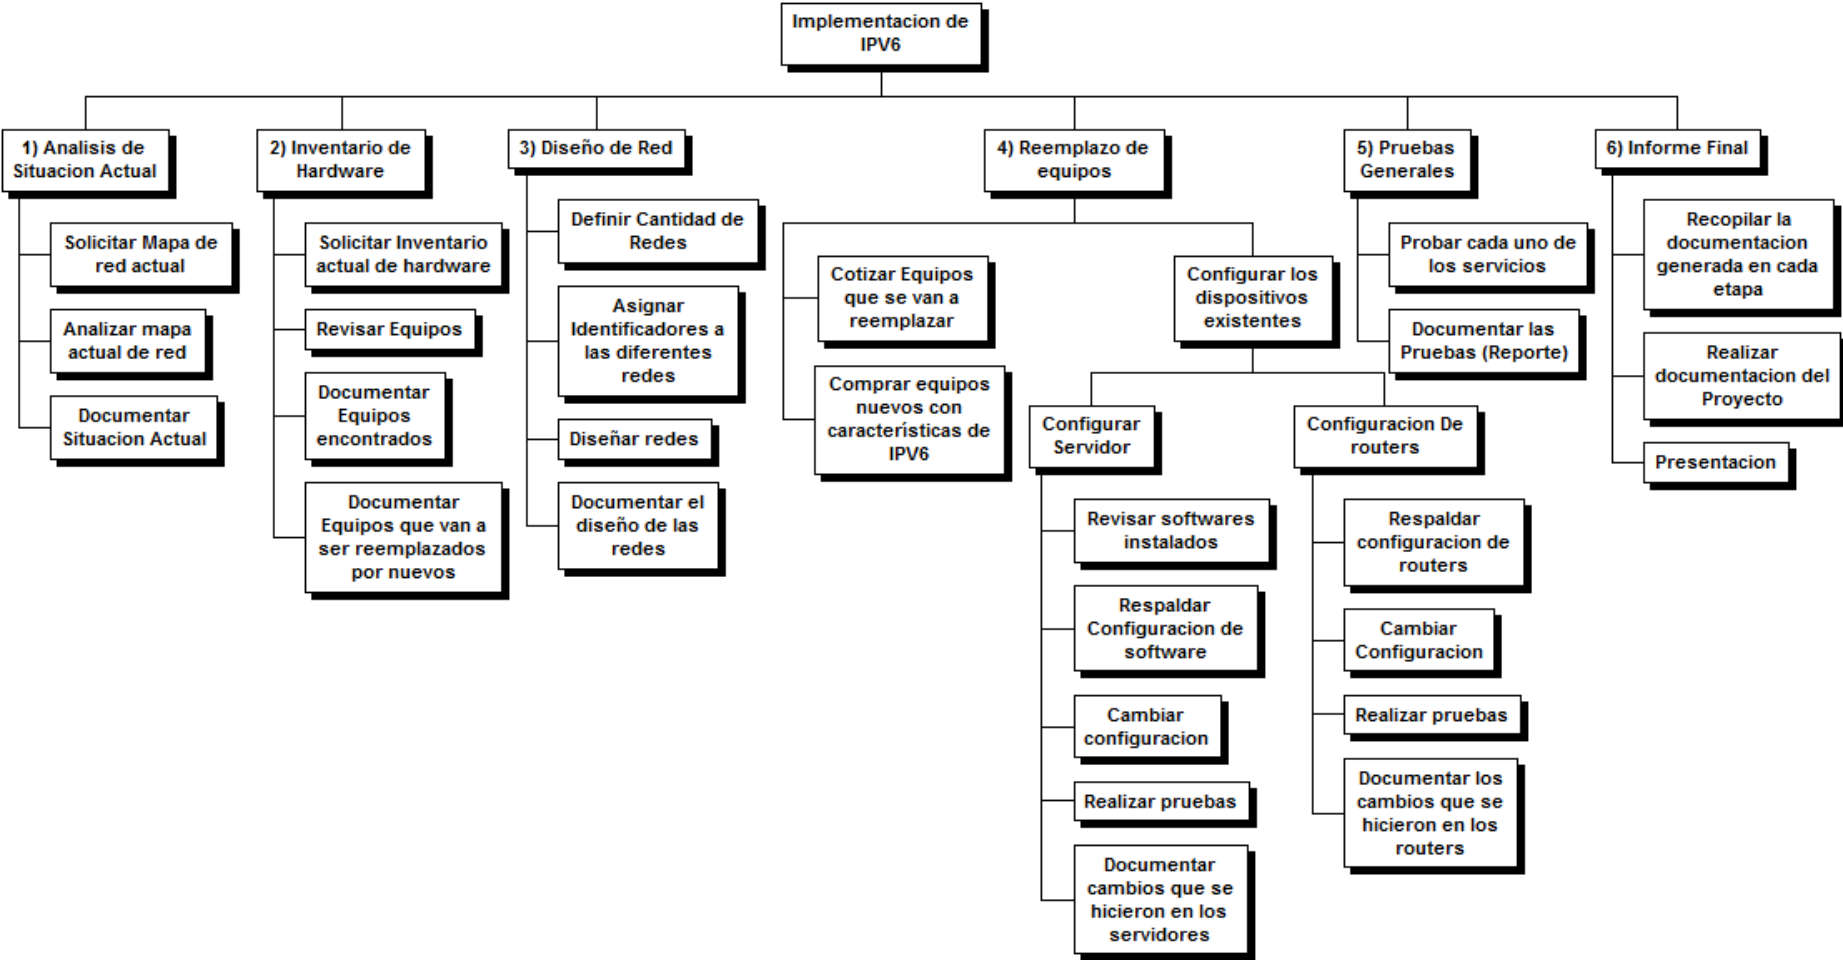 Implementacion de
IPV6
1) Analisis de
Situacion Actual
Solicitar Mapa de
red actual
Analizar mapa
actual de red
Documentar
Situacion Actual
2) Inventario de
Hardware
Solicitar Inventario
actual de hardware
Revisar Equipos
Documentar
Equipos
encontrados
Documentar
Equipos que van a
ser reemplazados
por nuevos
3) Diseño de Red
Definir Cantidad de
Redes
Asignar
Identificadores a
las diferentes
redes
Diseñar redes
Documentar el
diseño de las
redes
4) Reemplazo de
equipos
Cotizar Equipos
que se van a
reemplazar
Comprar equipos
nuevos con
características de
IPV6
Configurar los
dispositivos
existentes
Configurar
Servidor
Revisar softwares
instalados
Respaldar
Configuracion de
software
Cambiar
configuracion
Realizar pruebas
Documentar
cambios que se
hicieron en los
servidores
Configuracion De
routers
Respaldar
configuracion de
routers
Cambiar
Configuracion
Realizar pruebas
Documentar los
cambios que se
hicieron en los
routers
5) Pruebas
Generales
Probar cada uno de
los servicios
Documentar las
Pruebas (Reporte)
6) Informe Final
Recopilar la
documentacion
generada en cada
etapa
Realizar
documentacion del
Proyecto
Presentacion